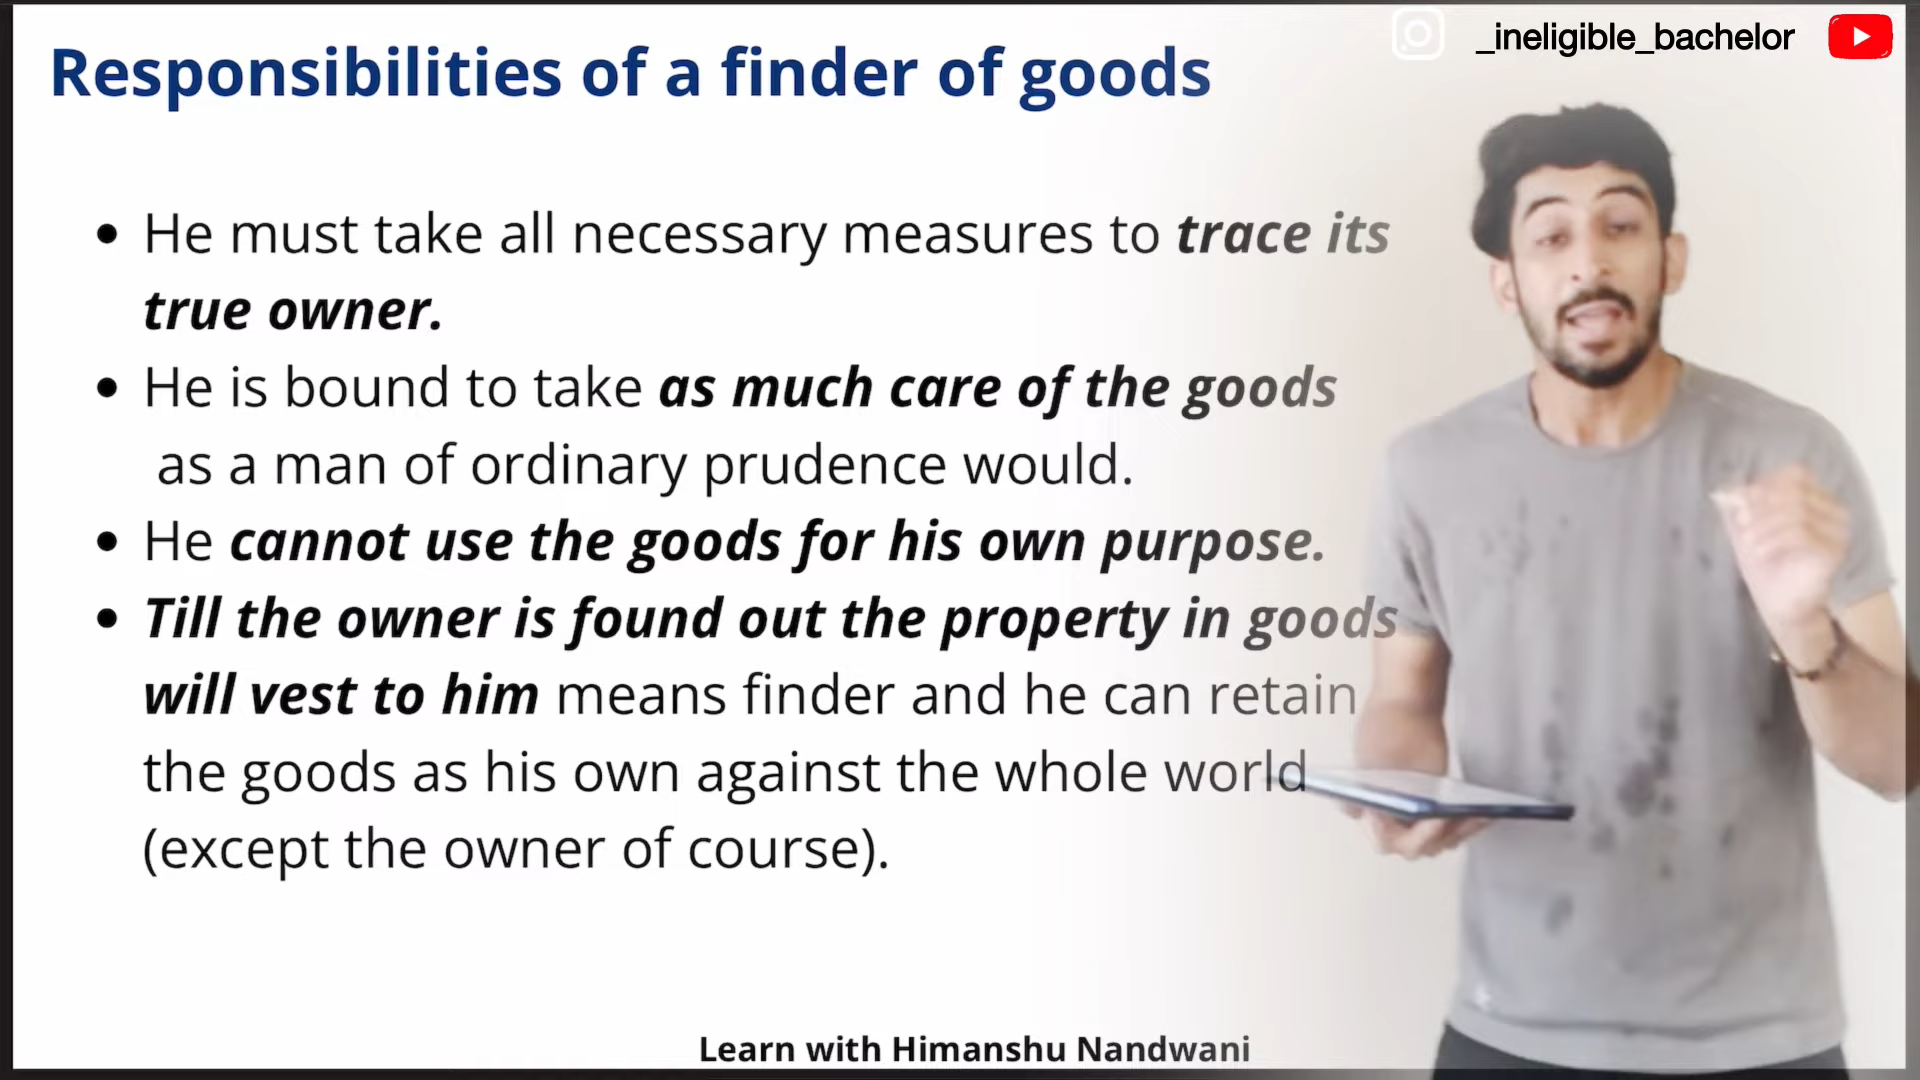 _ineligible_bachelor
Responsibilities of a finder of goods
• He must take all necessary measures to trace its
true owner.
• He is bound to take as much care of the goods
as a man of ordinary prudence would.
• He cannot use the goods for his own purpose.
• Till the owner is found out the property in goods
will vest to him means finder and he can retain
the goods as his own against the whole world
(except the owner of course).
Learn with Himanshu Nandwani